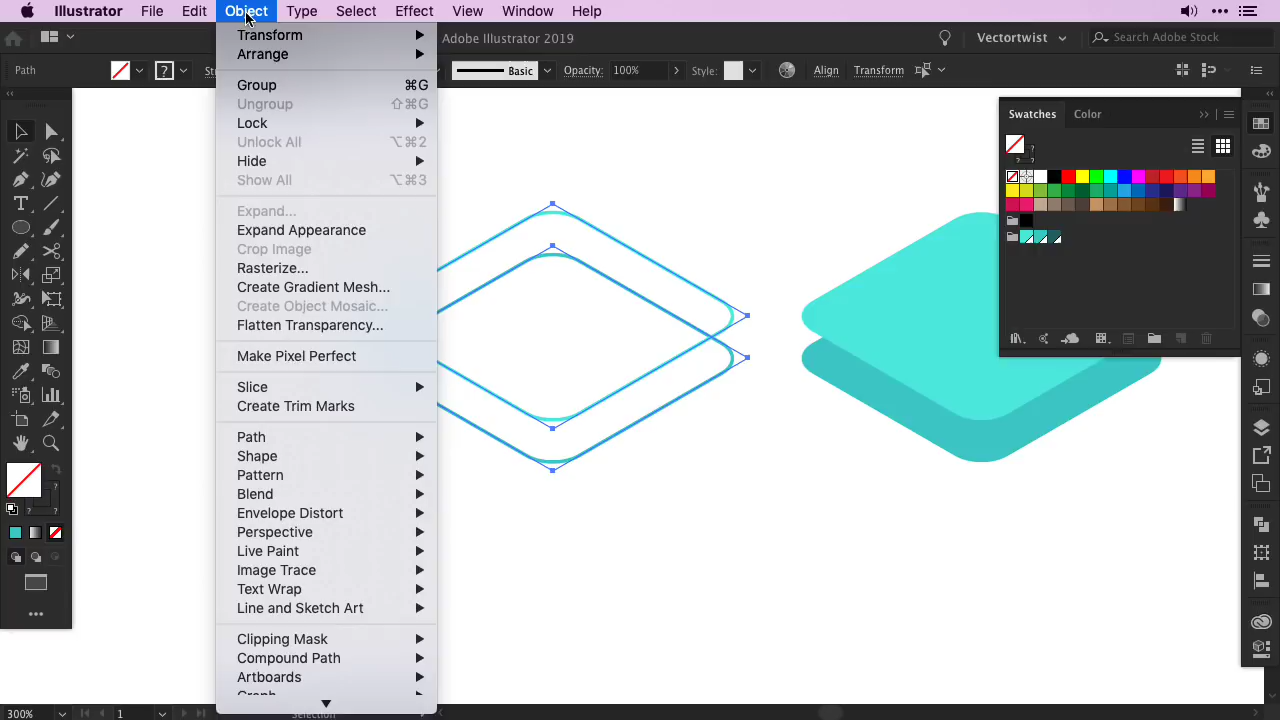 Illustrator File Edit Object Type Select Effect View Window Help
Adobe Illustrator 2019 Vectortwist Search Adobe Stock
Path Basic Opacity: 100% Style: Align Transform
Transform
Arrange
Group ⌘G
Ungroup ⇧⌘G
Lock
Unlock All ⌥⌘2
Hide
Show All ⌥⌘3
Expand...
Expand Appearance
Crop Image
Rasterize...
Create Gradient Mesh...
Create Object Mosaic...
Flatten Transparency...
Make Pixel Perfect
Slice
Create Trim Marks
Path
Shape
Pattern
Blend
Envelope Distort
Perspective
Live Paint
Image Trace
Text Wrap
Line and Sketch Art
Clipping Mask
Compound Path
Artboards
Swatches Color
300% 1 Selection